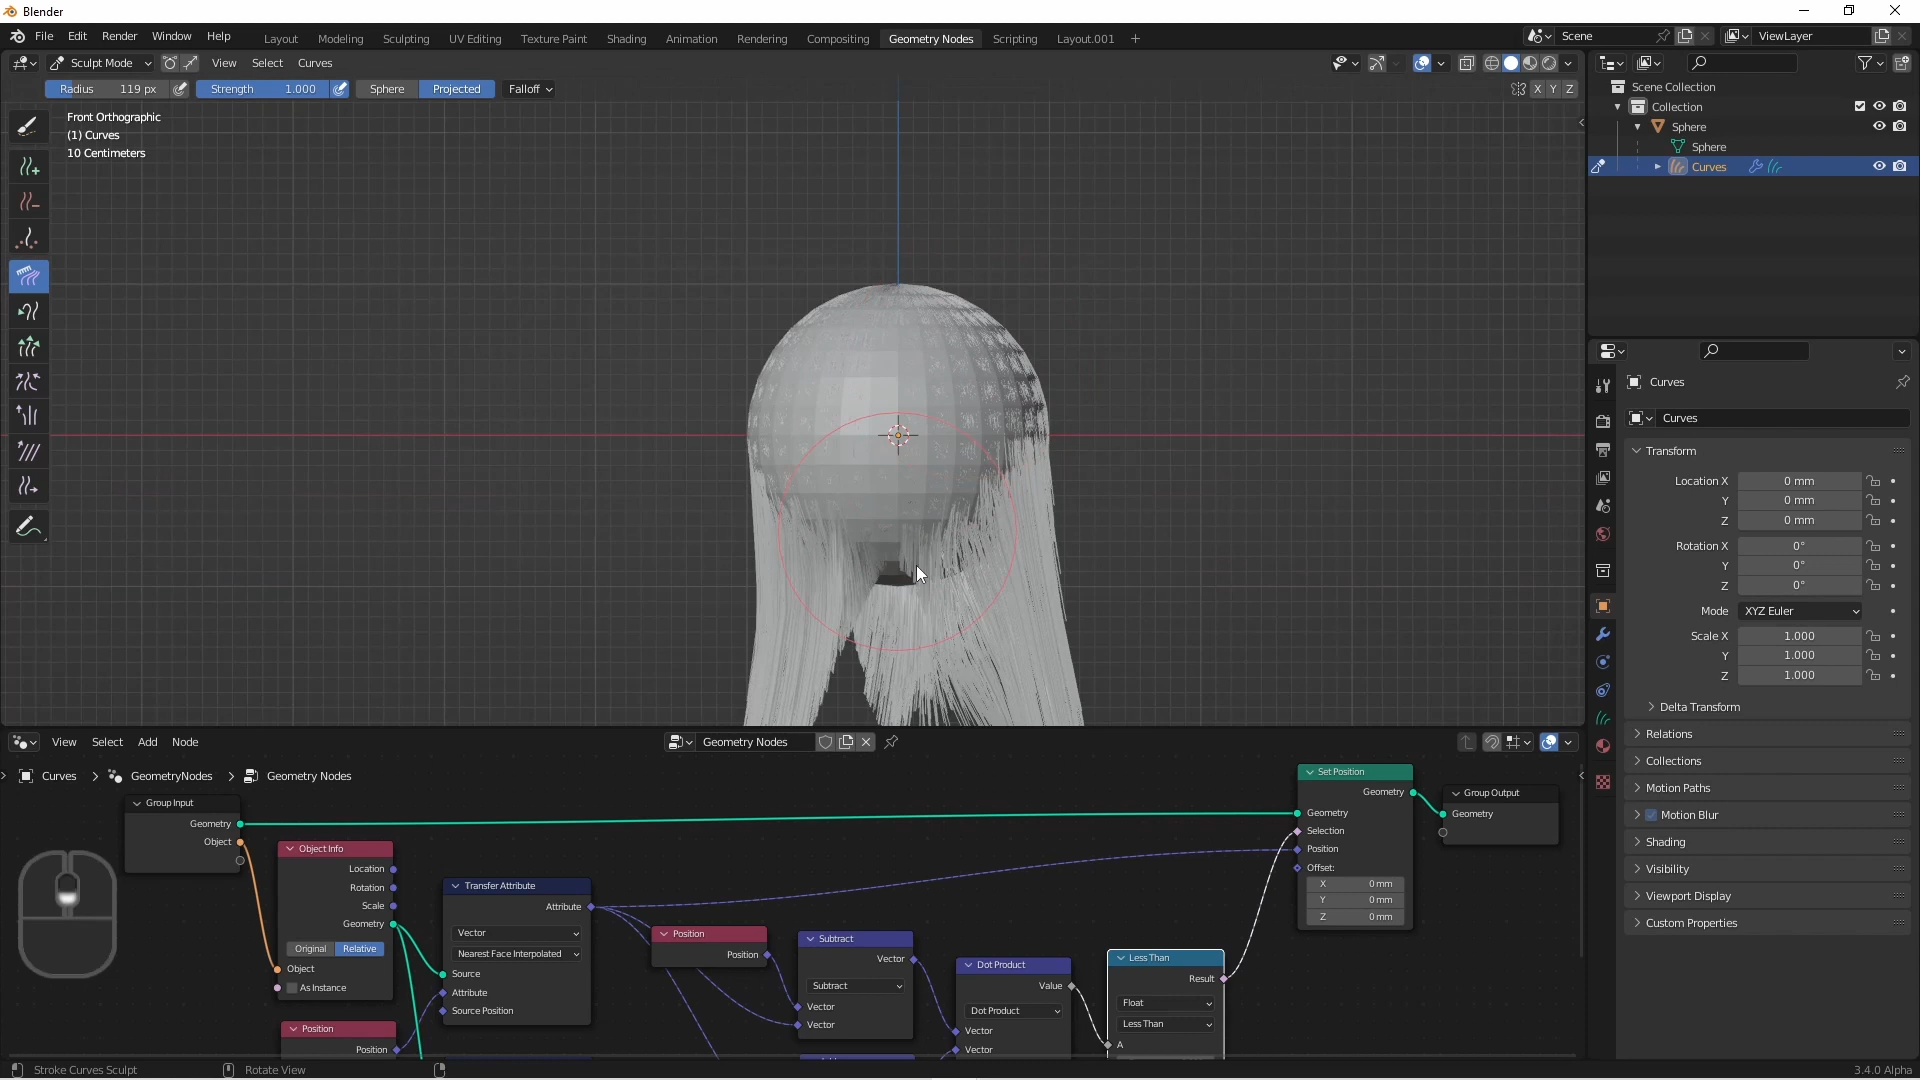 Blender
File Edit Render Window Help
Layout Modeling Sculpting UV Editing Texture Paint Shading Animation Rendering Compositing Geometry Nodes Scripting Layout.001 +
Scene
ViewLayer
Sculpt Mode
View Select Curves
Radius 119 px
Strength 1.000
Sphere Projected
Falloff
X Y Z
Front Orthographic
(1) Curves
10 Centimeters
Scene Collection
Collection
Sphere
Sphere
Curves
Curves
Curves
Transform
Location X 0 mm
Y 0 mm
Z 0 mm
Rotation X 0°
Y 0°
Z 0°
Mode XYZ Euler
Scale X 1.000
Y 1.000
Z 1.000
Delta Transform
Relations
Collections
Motion Paths
Motion Blur
Shading
Visibility
Viewport Display
Custom Properties
View Select Add Node
Geometry Nodes
Curves > GeometryNodes > Geometry Nodes
Group Input
Geometry
Object
Object Info
Location
Rotation
Scale
Geometry
Original Relative
Object
As Instance
Position
Position
Transfer Attribute
Attribute
Vector
Nearest Face Interpolated
Source
Attribute
Source Position
Position
Position
Subtract
Vector
Subtract
Vector
Vector
Dot Product
Value
Dot Product
Vector
Vector
Less Than
Result
Float
Less Than
A
Set Position
Geometry
Geometry
Selection
Position
Offset:
X 0 mm
Y 0 mm
Z 0 mm
Group Output
Geometry
Stroke Curves Sculpt
Rotate View
3.4.0 Alpha